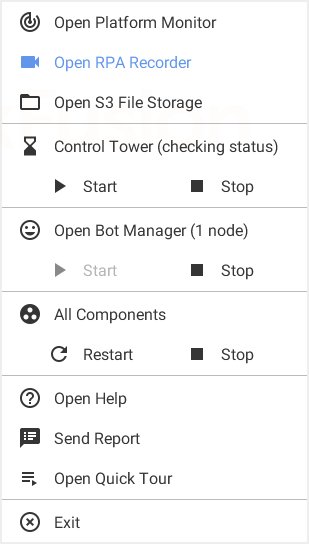 Open Platform Monitor
Open RPA Recorder
Open S3 File Storage
Control Tower (checking status)
Start Stop
Open Bot Manager (1 node)
Start Stop
All Components
Restart Stop
Open Help
Send Report
Open Quick Tour
Exit